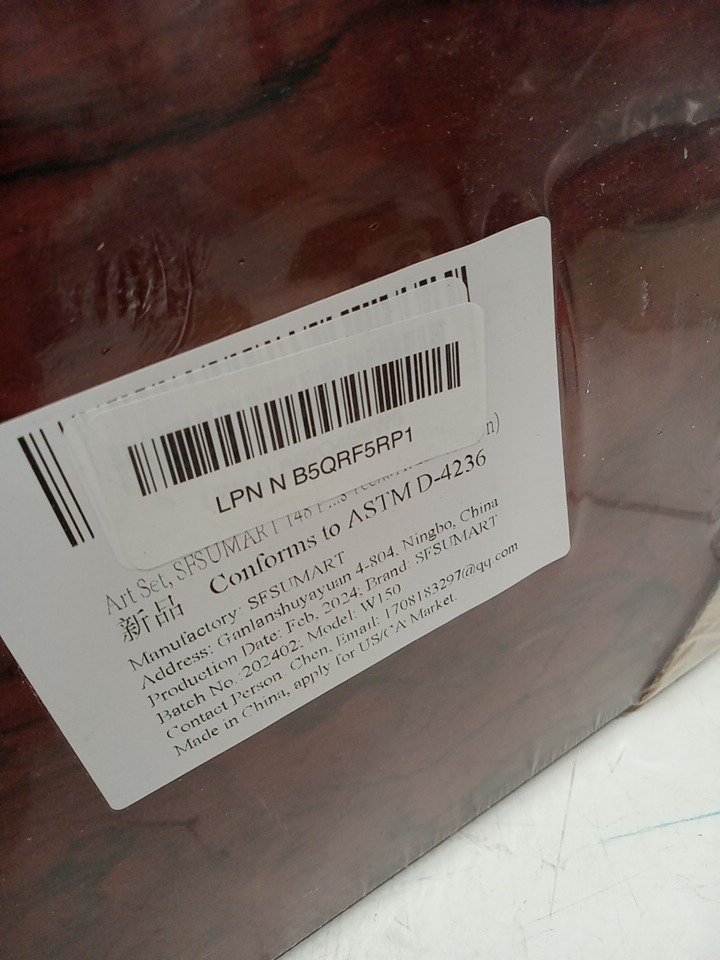 LPN N B5QRF5RP1
Art Set, SFSUMART 148
新品 Conforms to ASTM D-4236
Manufactory: SFSUMART
Address: Ganlanshuyayuan 4-804, Ningbo, China
Production Date: Feb, 2024; Brand: SFSUMART
Batch No.:202402; Model: W150
Contact Person: Chen, Email: 1708183297@qq.com
Made in China, apply for US/CA Market.